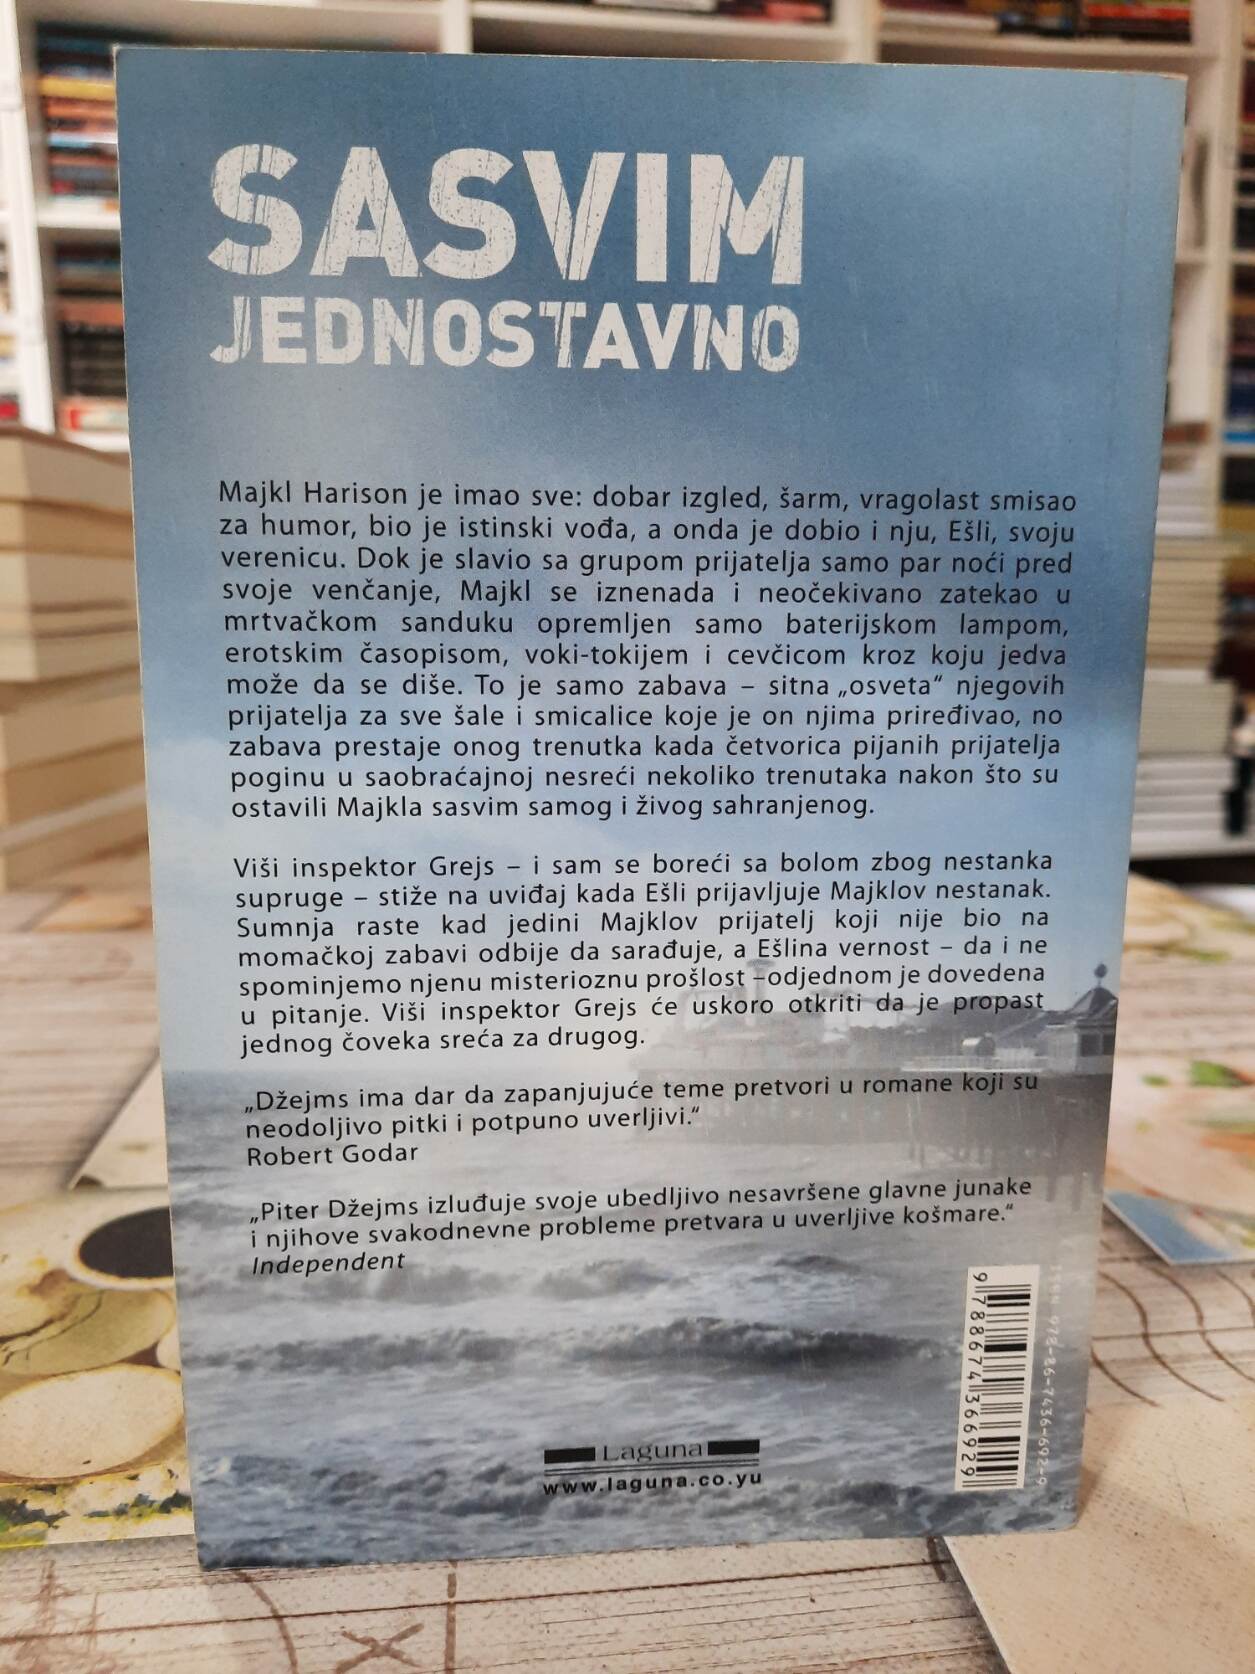 SASVIM
JEDNOSTAVNO
Majkl Harison je imao sve: dobar izgled, šarm, vragolast smisao
za humor, bio je istinski vođa, a onda je dobio i nju, Ešli, svoju
verenicu. Dok je slavio sa grupom prijatelja samo par noći pred
svoje venčanje, Majkl se iznenada i neočekivano zatekao u
mrtvačkom sanduku opremljen samo baterijskom lampom,
erotskim časopisom, voki-tokijem i cevčicom kroz koju jedva
može da se diše. To je samo zabava – sitna „osveta“ njegovih
prijatelja za sve šale i smicalice koje je on njima priređivao, no
zabava prestaje onog trenutka kada četvorica pijanih prijatelja
poginu u saobraćajnoj nesreći nekoliko trenutaka nakon što su
ostavili Majkla sasvim samog i živog sahranjenog.
Viši inspektor Grejs – i sam se boreći sa bolom zbog nestanka
supruge – stiže na uviđaj kada Ešli prijavljuje Majklov nestanak.
Sumnja raste kad jedini Majklov prijatelj koji nije bio na
momačkoj zabavi odbije da sarađuje, a Ešlina vernost – da i ne
spominjemo njenu misterioznu prošlost –odjednom je dovedena
u pitanje. Viši inspektor Grejs će uskoro otkriti da je propast
jednog čoveka sreća za drugog.
„Džejms ima dar da zapanjujuće teme pretvori u romane koji su
neodoljivo pitki i potpuno uverljivi.“
Robert Godar
„Piter Džejms izluđuje svoje ubedljivo nesavršene glavne junake
i njihove svakodnevne probleme pretvara u uverljive košmare.“
Independent
ISBN 978-86-7436-692-9
9 788674 366929
Laguna
www.laguna.co.yu